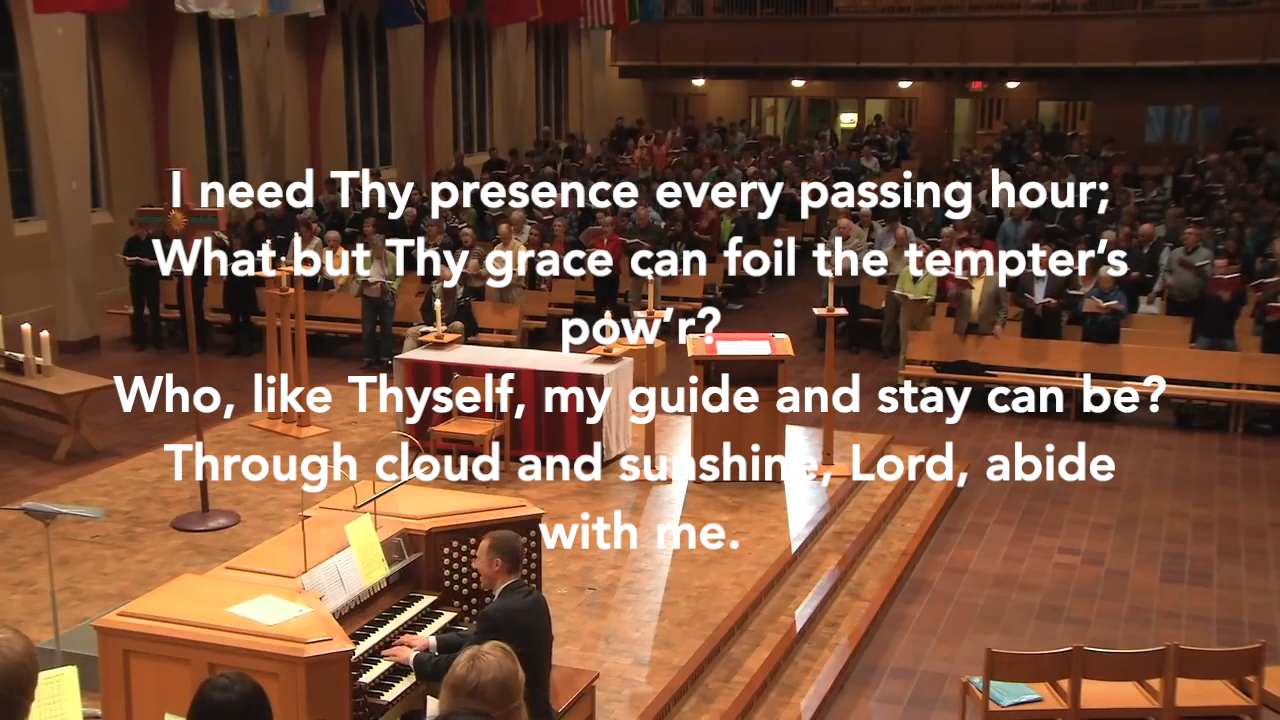 I need Thy presence every passing hour;
What but Thy grace can foil the tempter’s
pow’r?
Who, like Thyself, my guide and stay can be?
Through cloud and sunshine, Lord, abide
with me.